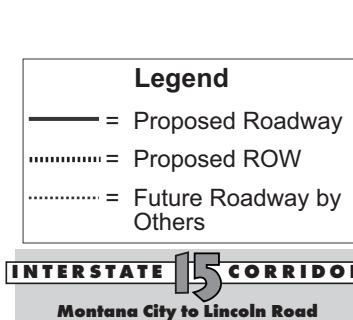 Legend
= Proposed Roadway
= Proposed ROW
= Future Roadway by
Others
INTERSTATE 15 CORRIDO
Montana City to Lincoln Road